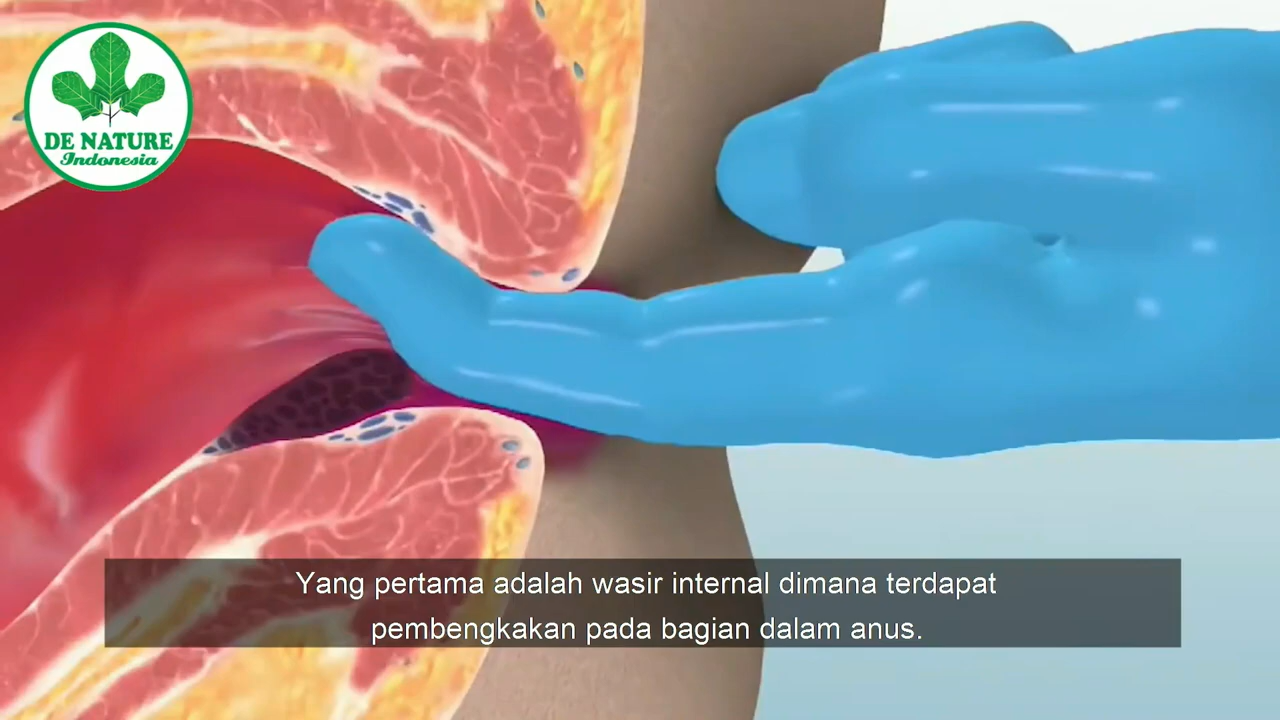 DE NATURE
Indonesia
Yang pertama adalah wasir internal dimana terdapat
pembengkakan pada bagian dalam anus.